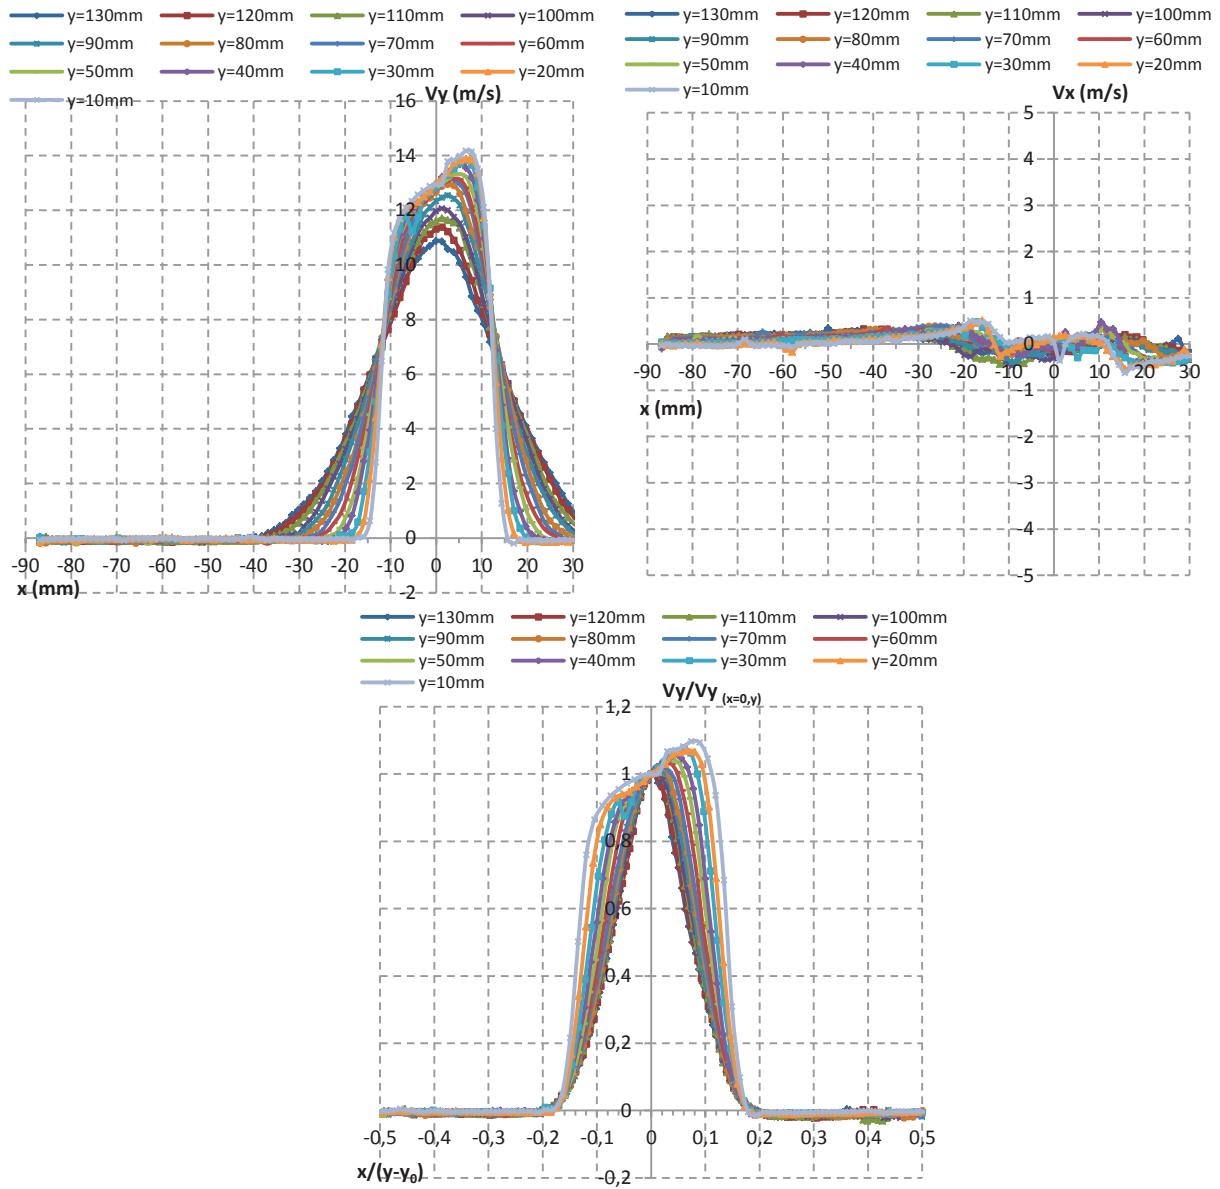 y=130mm y=120mm y=110mm y=100mm
y=90mm y=80mm y=70mm y=60mm
y=50mm y=40mm y=30mm y=20mm
y=10mm
Vy (m/s)
16
14
12
10
8
6
4
2
0
-2
-90 -80 -70 -60 -50 -40 -30 -20 -10 0 10 20 30
x (mm)
y=130mm y=120mm y=110mm y=100mm
y=90mm y=80mm y=70mm y=60mm
y=50mm y=40mm y=30mm y=20mm
y=10mm
Vx (m/s)
5
4
3
2
1
0
-1
-2
-3
-4
-5
-90 -80 -70 -60 -50 -40 -30 -20 -10 0 10 20 30
x (mm)
y=130mm y=120mm y=110mm y=100mm
y=90mm y=80mm y=70mm y=60mm
y=50mm y=40mm y=30mm y=20mm
y=10mm
Vy/Vy (x=0,y)
1,2
1
0,8
0,6
0,4
0,2
0
-0,2
-0,5 -0,4 -0,3 -0,2 -0,1 0 0,1 0,2 0,3 0,4 0,5
x/(y-y0)